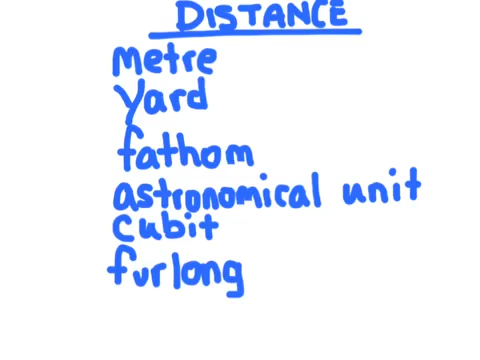 DISTANCE
metre
yard
fathom
astronomical unit
cubit
furlong